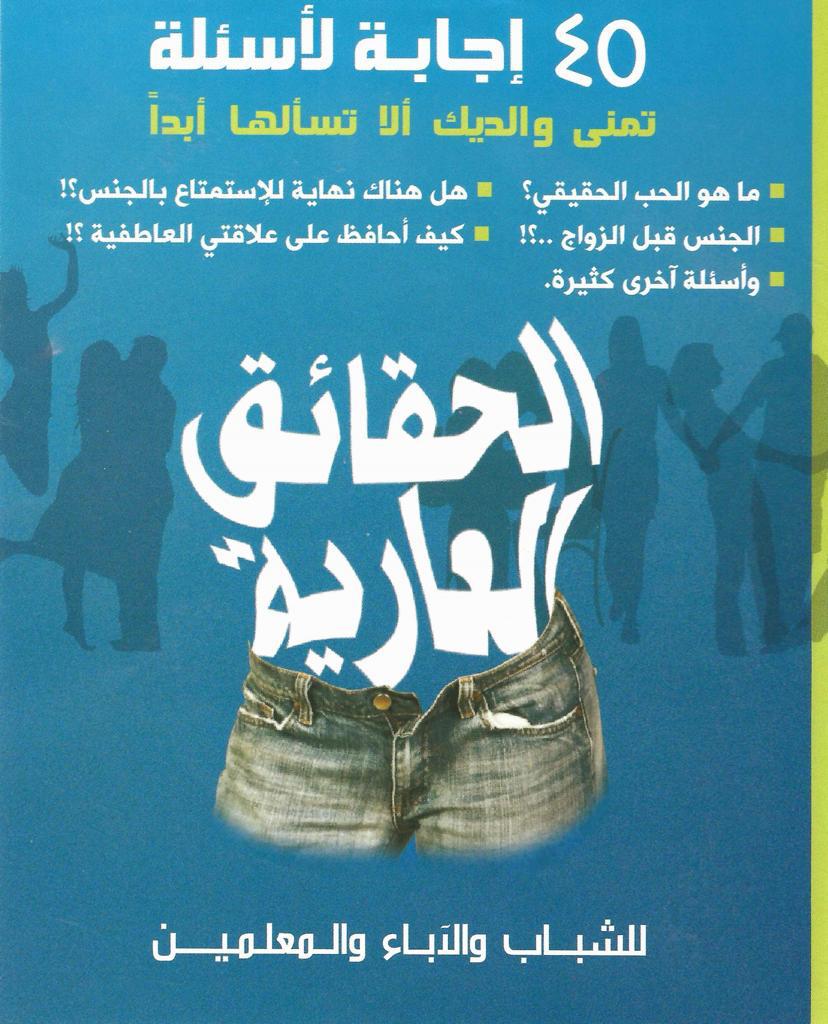 ٤٥ إجابة لأسئلة
تمنى والديك ألا تسألها أبداً
ما هو الحب الحقيقي؟
هل هناك نهاية للإستمتاع بالجنس؟!
الجنس قبل الزواج ..؟!
كيف أحافظ على علاقتي العاطفية ؟!
وأسئلة آخرى كثيرة.
الحقائق
العارية
للشباب والآباء والمعلمين